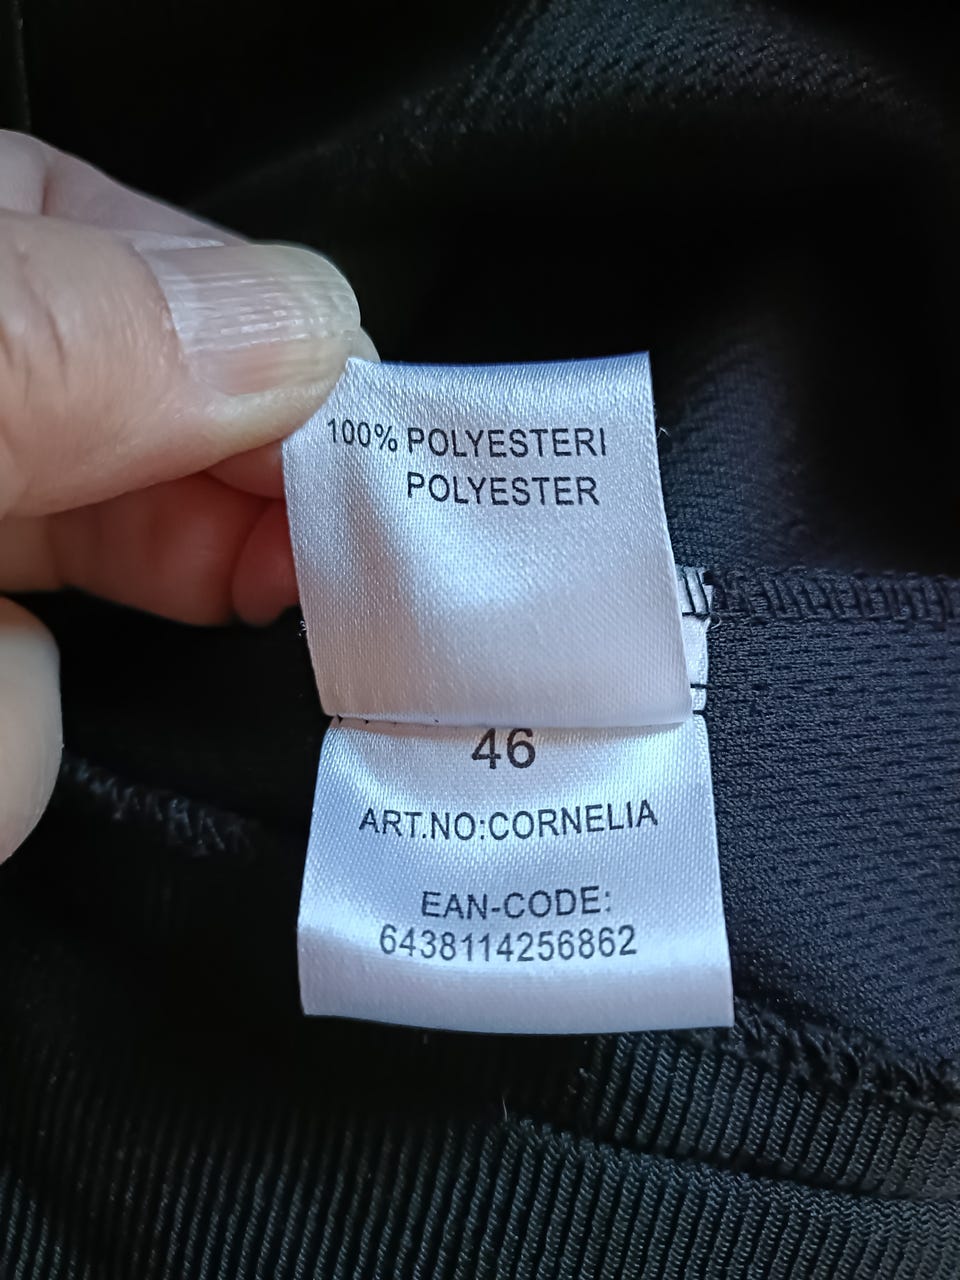 100% POLYESTERI
POLYESTER
46
ART.NO:CORNELIA
EAN-CODE:
6438114256862